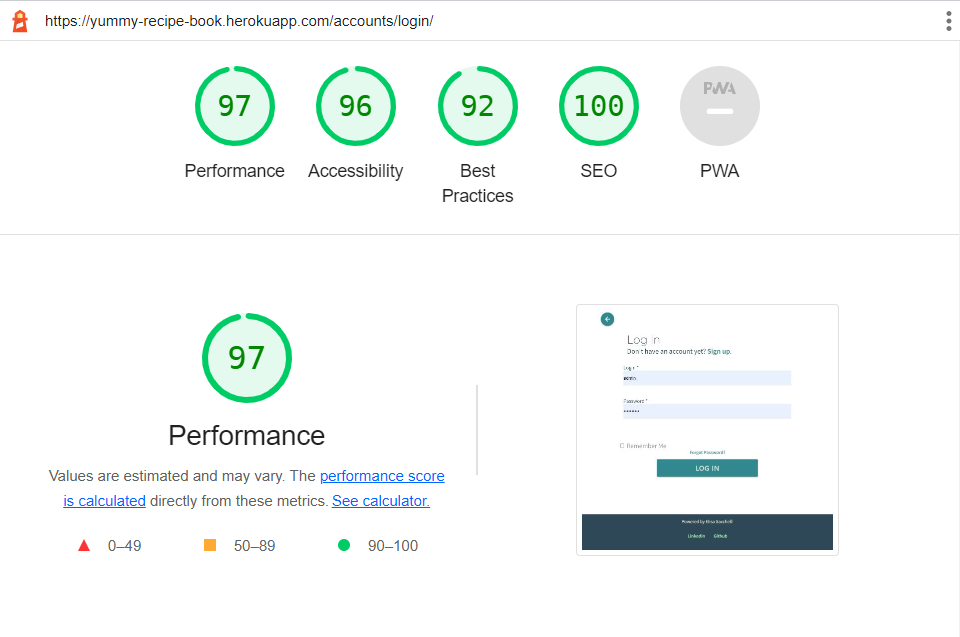 https://yummy-recipe-book.herokuapp.com/accounts/login/
97
96
92
100
PWA
Performance
Accessibility
Best
Practices
SEO
PWA
97
Performance
Values are estimated and may vary. The performance score
is calculated directly from these metrics. See calculator.
0–49
50–89
90–100
Log in
Don't have an account yet? Sign up.
Login *
admin
Password *
Remember Me
Forgot Password?
LOG IN
Powered by Elisa Sauchelli
LinkedIn Github